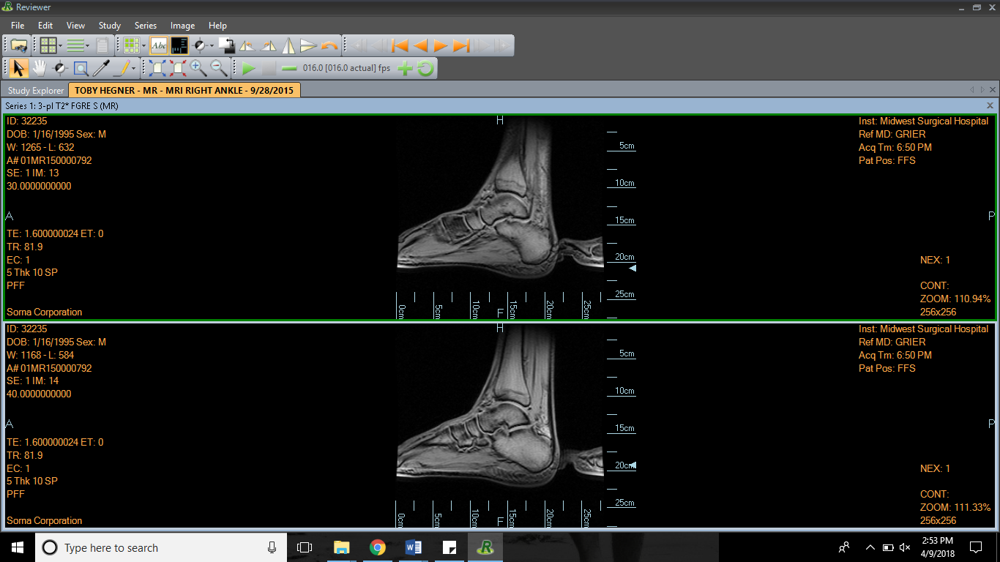 Reviewer
File Edit View Study Series Image Help
Abc
016.0 [016.0 actual] fps
Study Explorer TOBY HEGNER - MR - MRI RIGHT ANKLE - 9/28/2015
Series 1: 3-pl T2* FGRE S (MR)
ID: 32235
DOB: 1/16/1995 Sex: M
W: 1265 - L: 632
A# 01MR150000792
SE: 1 IM: 13
30.0000000000
A
TE: 1.600000024 ET: 0
TR: 81.9
EC: 1
5 Thk 10 SP
PFF
Sorna Corporation
H
5cm
10cm
15cm
20cm
25cm
0cm 5cm 10cm 15cm 20cm 25cm
F
Inst: Midwest Surgical Hospital
Ref MD: GRIER
Acq Tm: 6:50 PM
Pat Pos: FFS
P
NEX: 1
CONT:
ZOOM: 110.94%
256x256
ID: 32235
DOB: 1/16/1995 Sex: M
W: 1168 - L: 584
A# 01MR150000792
SE: 1 IM: 14
40.0000000000
A
TE: 1.600000024 ET: 0
TR: 81.9
EC: 1
5 Thk 10 SP
PFF
Sorna Corporation
H
5cm
10cm
15cm
20cm
25cm
0cm 5cm 10cm 15cm 20cm 25cm
F
Inst: Midwest Surgical Hospital
Ref MD: GRIER
Acq Tm: 6:50 PM
Pat Pos: FFS
P
NEX: 1
CONT:
ZOOM: 111.33%
256x256
Type here to search
2:53 PM
4/9/2018